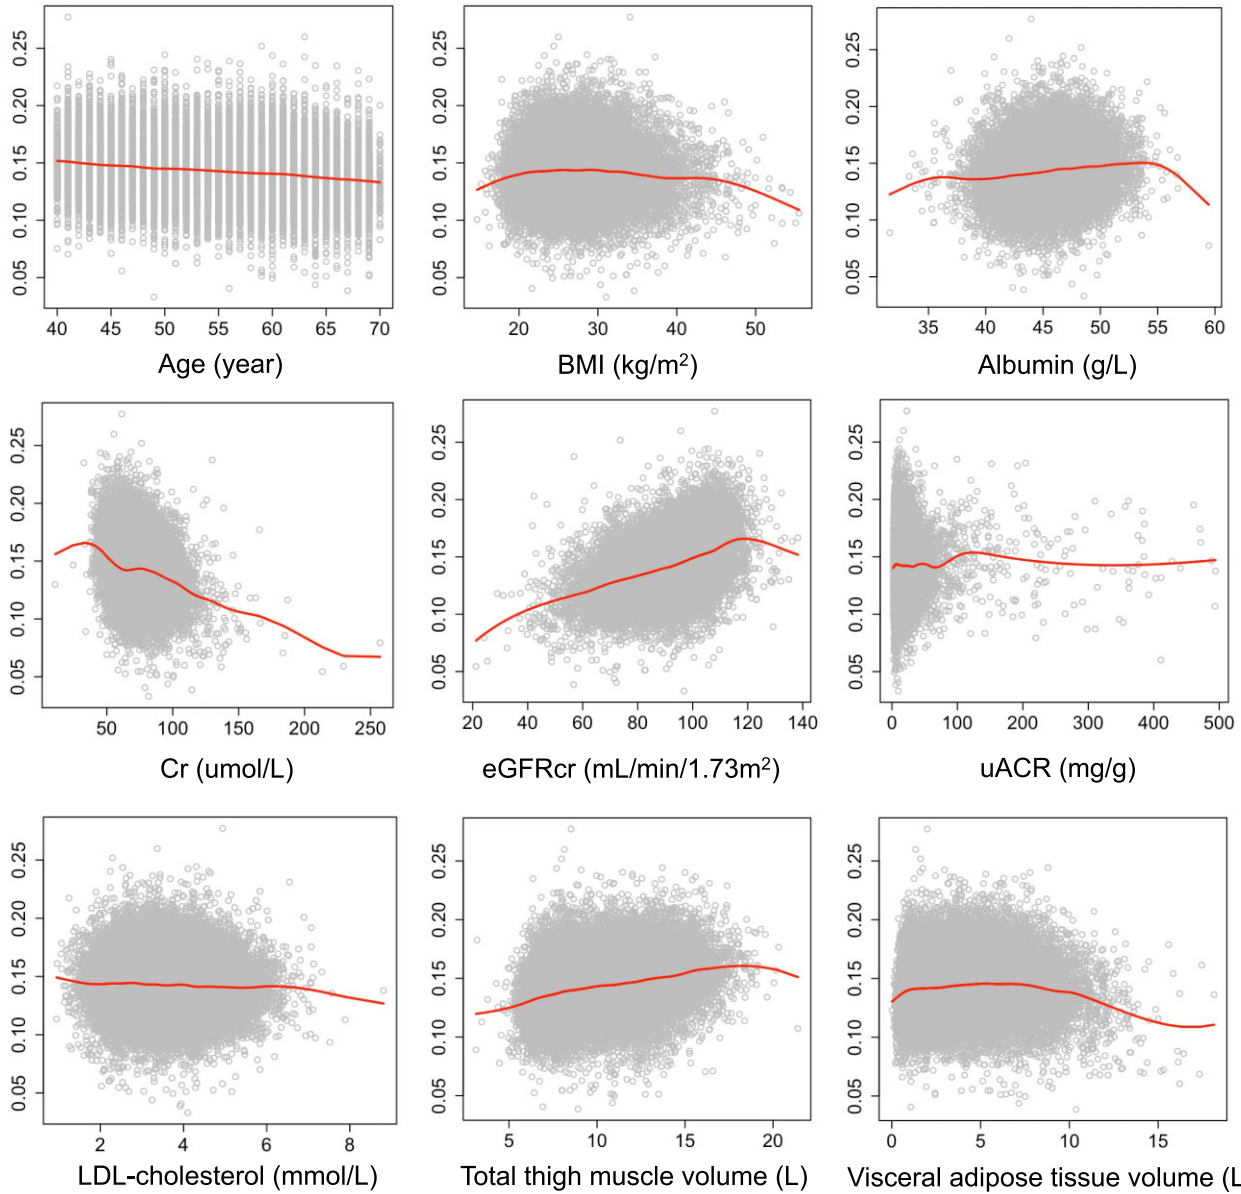 0.05 0.10 0.15 0.20 0.25
40 45 50 55 60 65 70
Age (year)
0.05 0.10 0.15 0.20 0.25
20 30 40 50
BMI (kg/m²)
0.05 0.10 0.15 0.20 0.25
35 40 45 50 55 60
Albumin (g/L)
0.05 0.10 0.15 0.20 0.25
50 100 150 200 250
Cr (umol/L)
0.05 0.10 0.15 0.20 0.25
20 40 60 80 100 120 140
eGFRcr (mL/min/1.73m²)
0.05 0.10 0.15 0.20 0.25
0 100 200 300 400 500
uACR (mg/g)
0.05 0.10 0.15 0.20 0.25
2 4 6 8
LDL-cholesterol (mmol/L)
0.05 0.10 0.15 0.20 0.25
5 10 15 20
Total thigh muscle volume (L)
0.05 0.10 0.15 0.20 0.25
0 5 10 15
Visceral adipose tissue volume (L